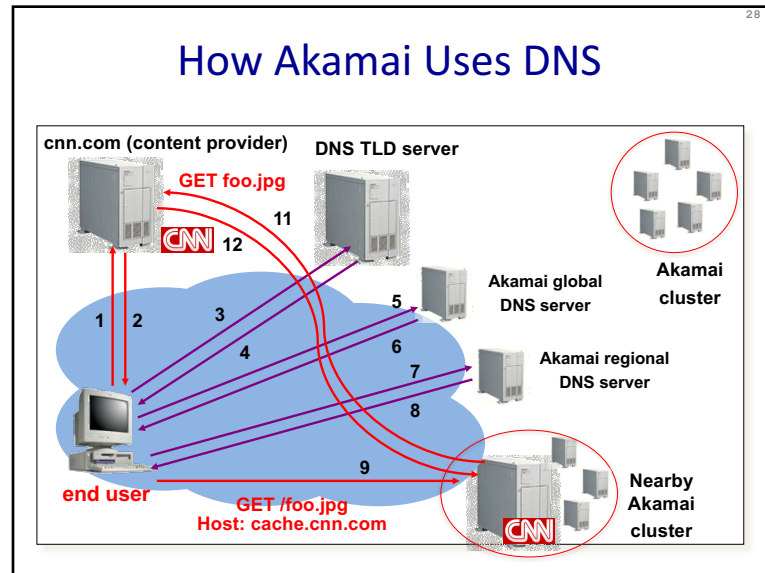 28
How Akamai Uses DNS
cnn.com (content provider)
DNS TLD server
GET foo.jpg
11
12
CNN
Akamai
cluster
Akamai global
DNS server
1
2
3
4
5
6
Akamai regional
DNS server
7
8
9
end user
GET /foo.jpg
Host: cache.cnn.com
CNN
Nearby
Akamai
cluster